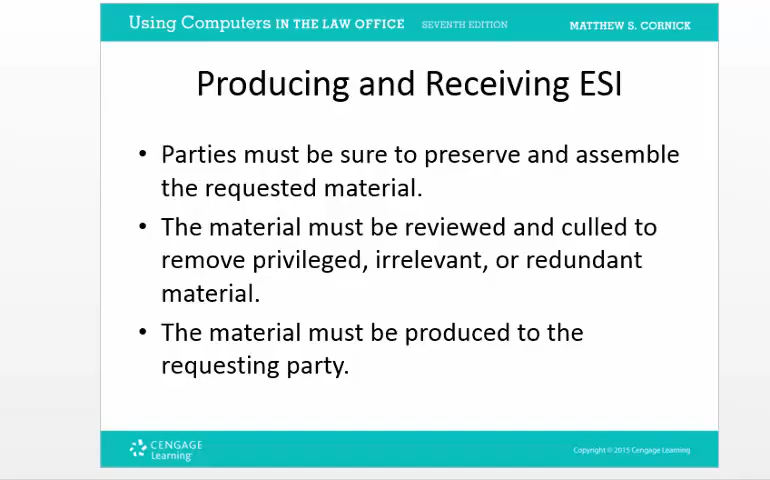 Using Computers IN THE LAW OFFICE SEVENTH EDITION MATTHEW S. CORNICK
Producing and Receiving ESI
• Parties must be sure to preserve and assemble
the requested material.
• The material must be reviewed and culled to
remove privileged, irrelevant, or redundant
material.
• The material must be produced to the
requesting party.
CENGAGE
Learning
Copyright © 2015 Cengage Learning